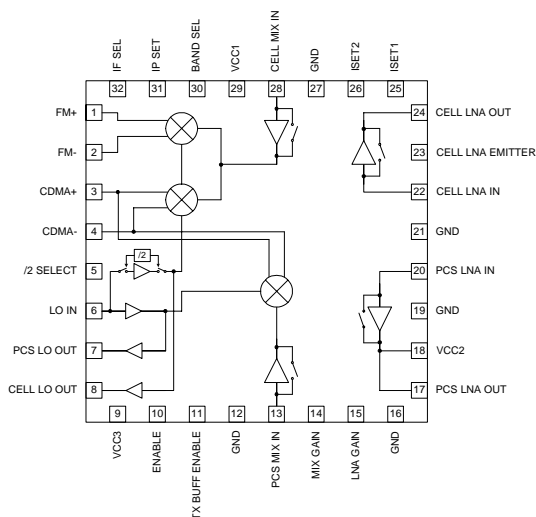 IF SEL
IP SET
BAND SEL
VCC1
CELL MIX IN
GND
ISET2
ISET1
32
31
30
29
28
27
26
25
FM+ 1
FM- 2
CDMA+ 3
CDMA- 4
/2 SELECT 5
LO IN 6
PCS LO OUT 7
CELL LO OUT 8
/2
24 CELL LNA OUT
23 CELL LNA EMITTER
22 CELL LNA IN
21 GND
20 PCS LNA IN
19 GND
18 VCC2
17 PCS LNA OUT
9
10
11
12
13
14
15
16
VCC3
ENABLE
TX BUFF ENABLE
GND
PCS MIX IN
MIX GAIN
LNA GAIN
GND